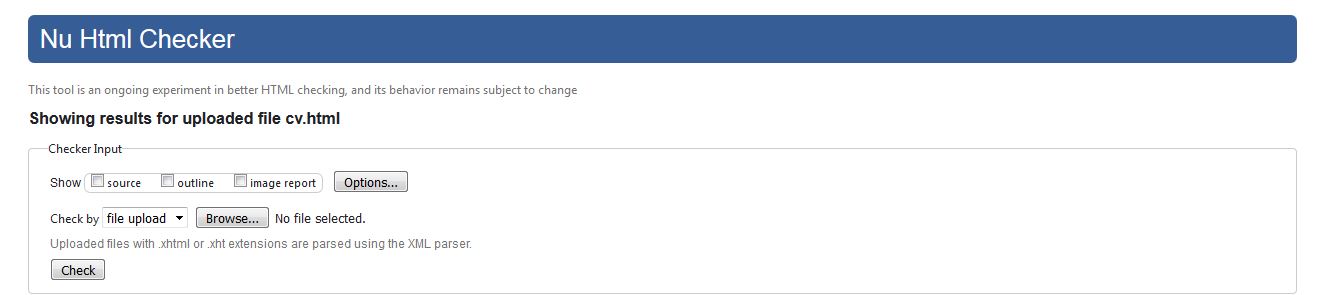 Nu Html Checker
This tool is an ongoing experiment in better HTML checking, and its behavior remains subject to change
Showing results for uploaded file cv.html
Checker Input
Show source outline image report Options...
Check by file upload Browse... No file selected.
Uploaded files with .xhtml or .xht extensions are parsed using the XML parser.
Check